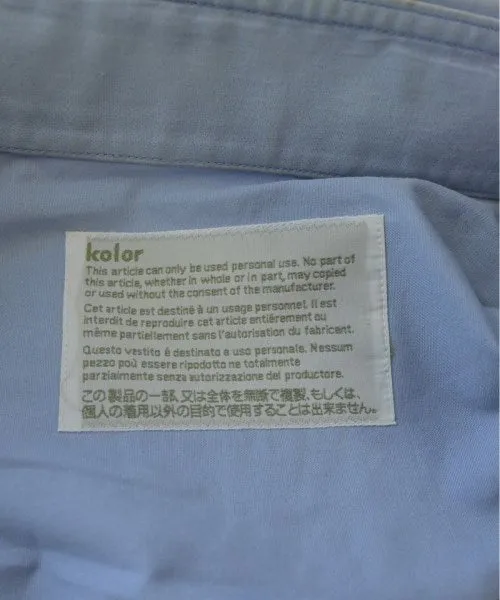 kolor
This article can only be used personal use. No part of
this article, whether in whole or in part, may copied
or used without the consent of the manufacturer.
Cet article est destiné à un usage personnel. Il est
interdit de reproduire cet article entiérement ou
même partiellement sans l'autorisation du fabricant.
Questo vestito é destinato a uso personale. Nessum
pezzo poù essere ripodotto ne totalmente
parzialmente senza autorizzazione del productore.
この製品の一部、又は全体を無断で複製、もしくは、
個人の着用以外の目的で使用することは出来ません。